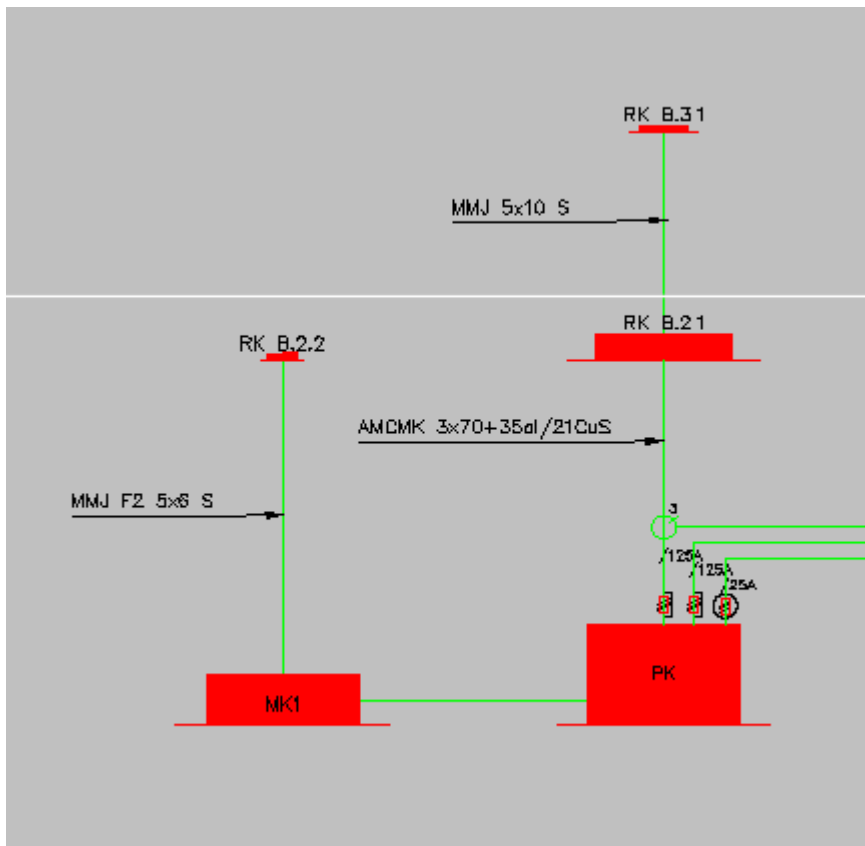 RK B.31
MMJ 5x10 S
RK B.21
RK B.2.2
AMCMK 3x70+35al/21CuS
MMJ F2 5x6 S
3
/125A
/125A
/25A
PK
MK1